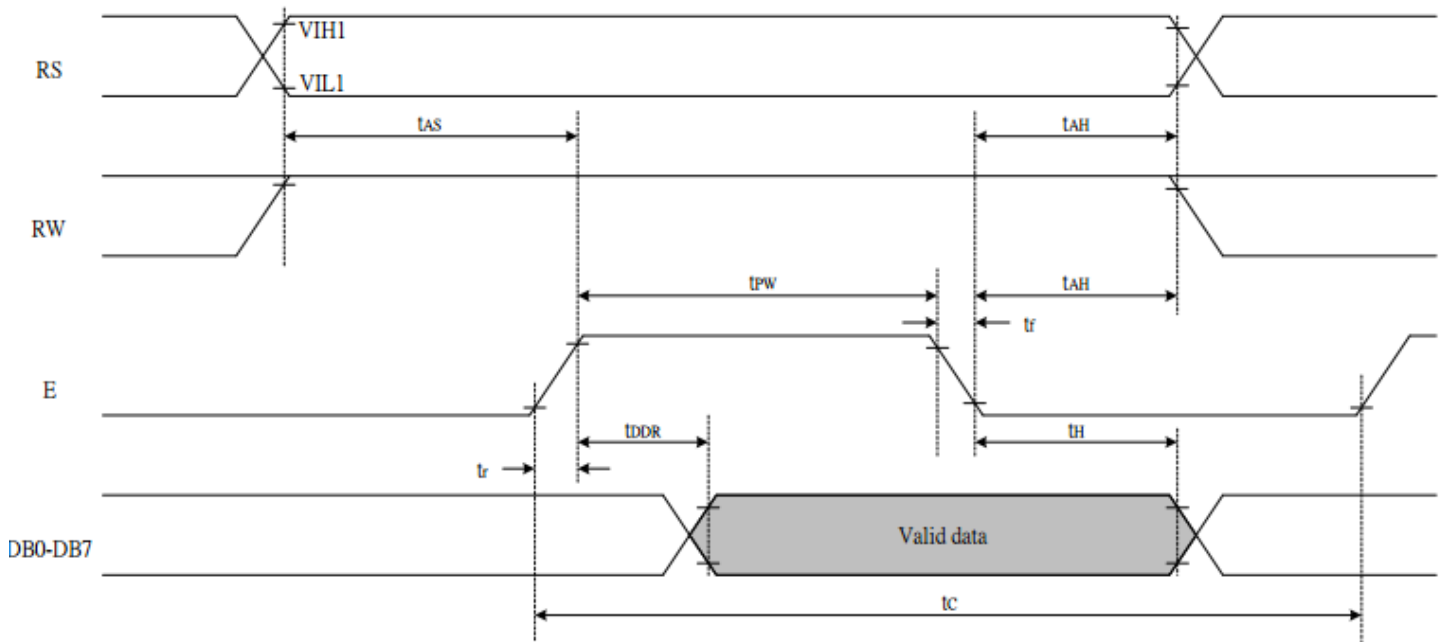 VIH1
RS
VIL1
tAS
tAH
RW
tPW
tAH
tf
E
tDDR
tH
tr
Valid data
DB0-DB7
tC